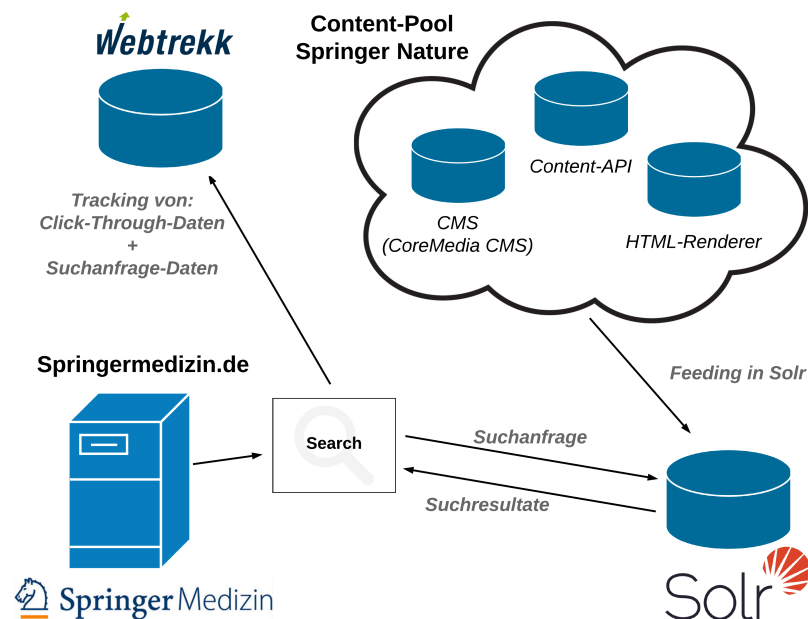 Webtrekk
Content-Pool
Springer Nature
Content-API
CMS
(CoreMedia CMS)
HTML-Renderer
Tracking von:
Click-Through-Daten
+
Suchanfrage-Daten
Springermedizin.de
Feeding in Solr
Search
Suchanfrage
Suchresultate
Springer Medizin
Solr